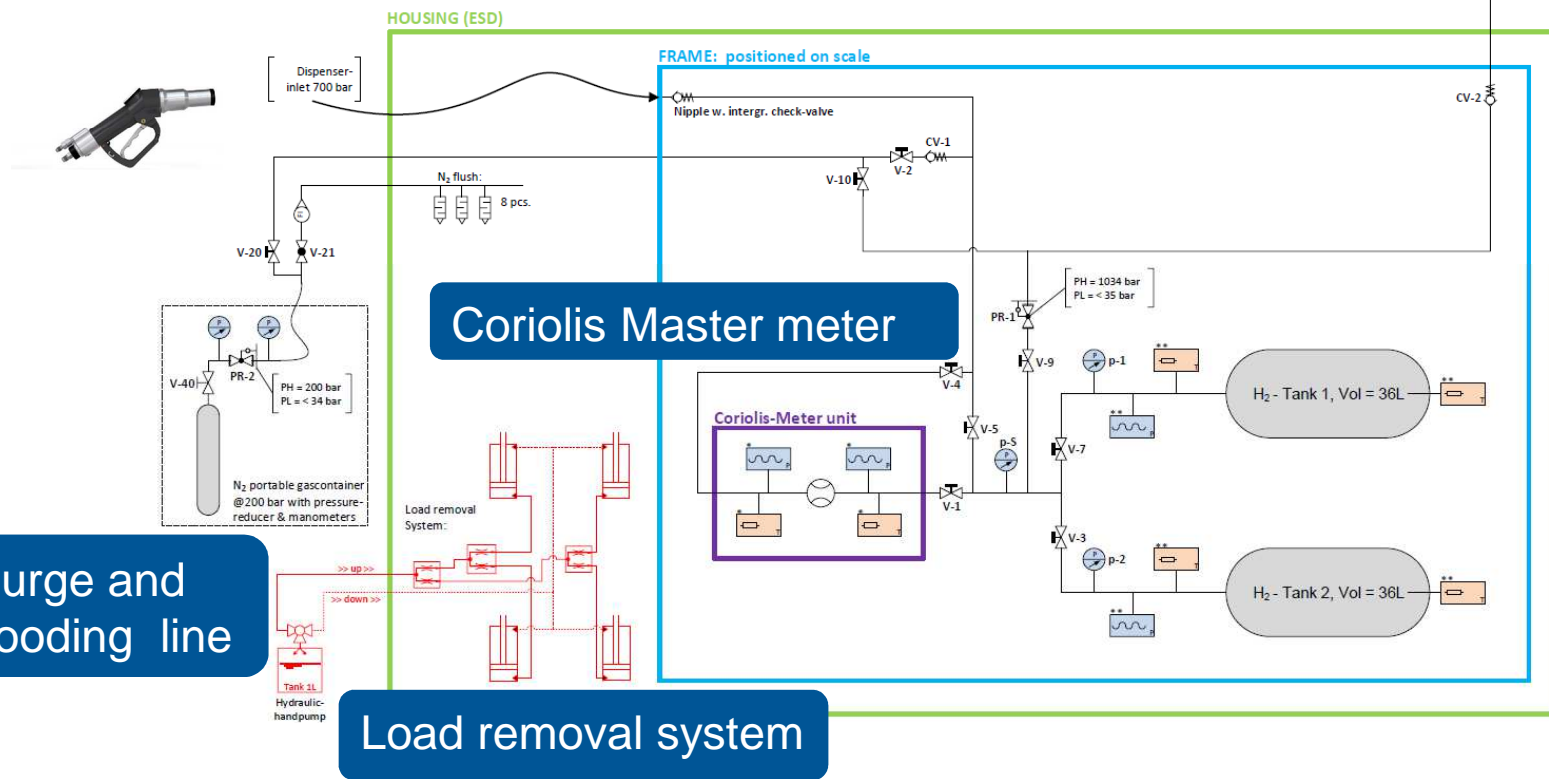 HOUSING (ESD)
FRAME: positioned on scale
Dispenser-
inlet 700 bar
Nipple w. intergr. check-valve
CV-2
CV-1
V-2
V-10
N₂ flush:
8 pcs.
V-20
V-21
PH = 1034 bar
PL = < 35 bar
PR-1
Coriolis Master meter
P
P
V-40
PR-2
PH = 200 bar
PL = < 34 bar
V-9
P
p-1
**
T
H₂ - Tank 1, Vol = 36L
**
T
**
P
V-4
V-5
p-S
P
V-7
Coriolis-Meter unit
*
P
*
P
*
T
*
T
V-1
N₂ portable gascontainer
@200 bar with pressure-
reducer & manometers
Load removal
System:
V-3
P
p-2
**
T
H₂ - Tank 2, Vol = 36L
**
T
**
P
>> up >>
>> down >>
urge and
ooding line
Tank 1L
Hydraulic-
handpump
Load removal system